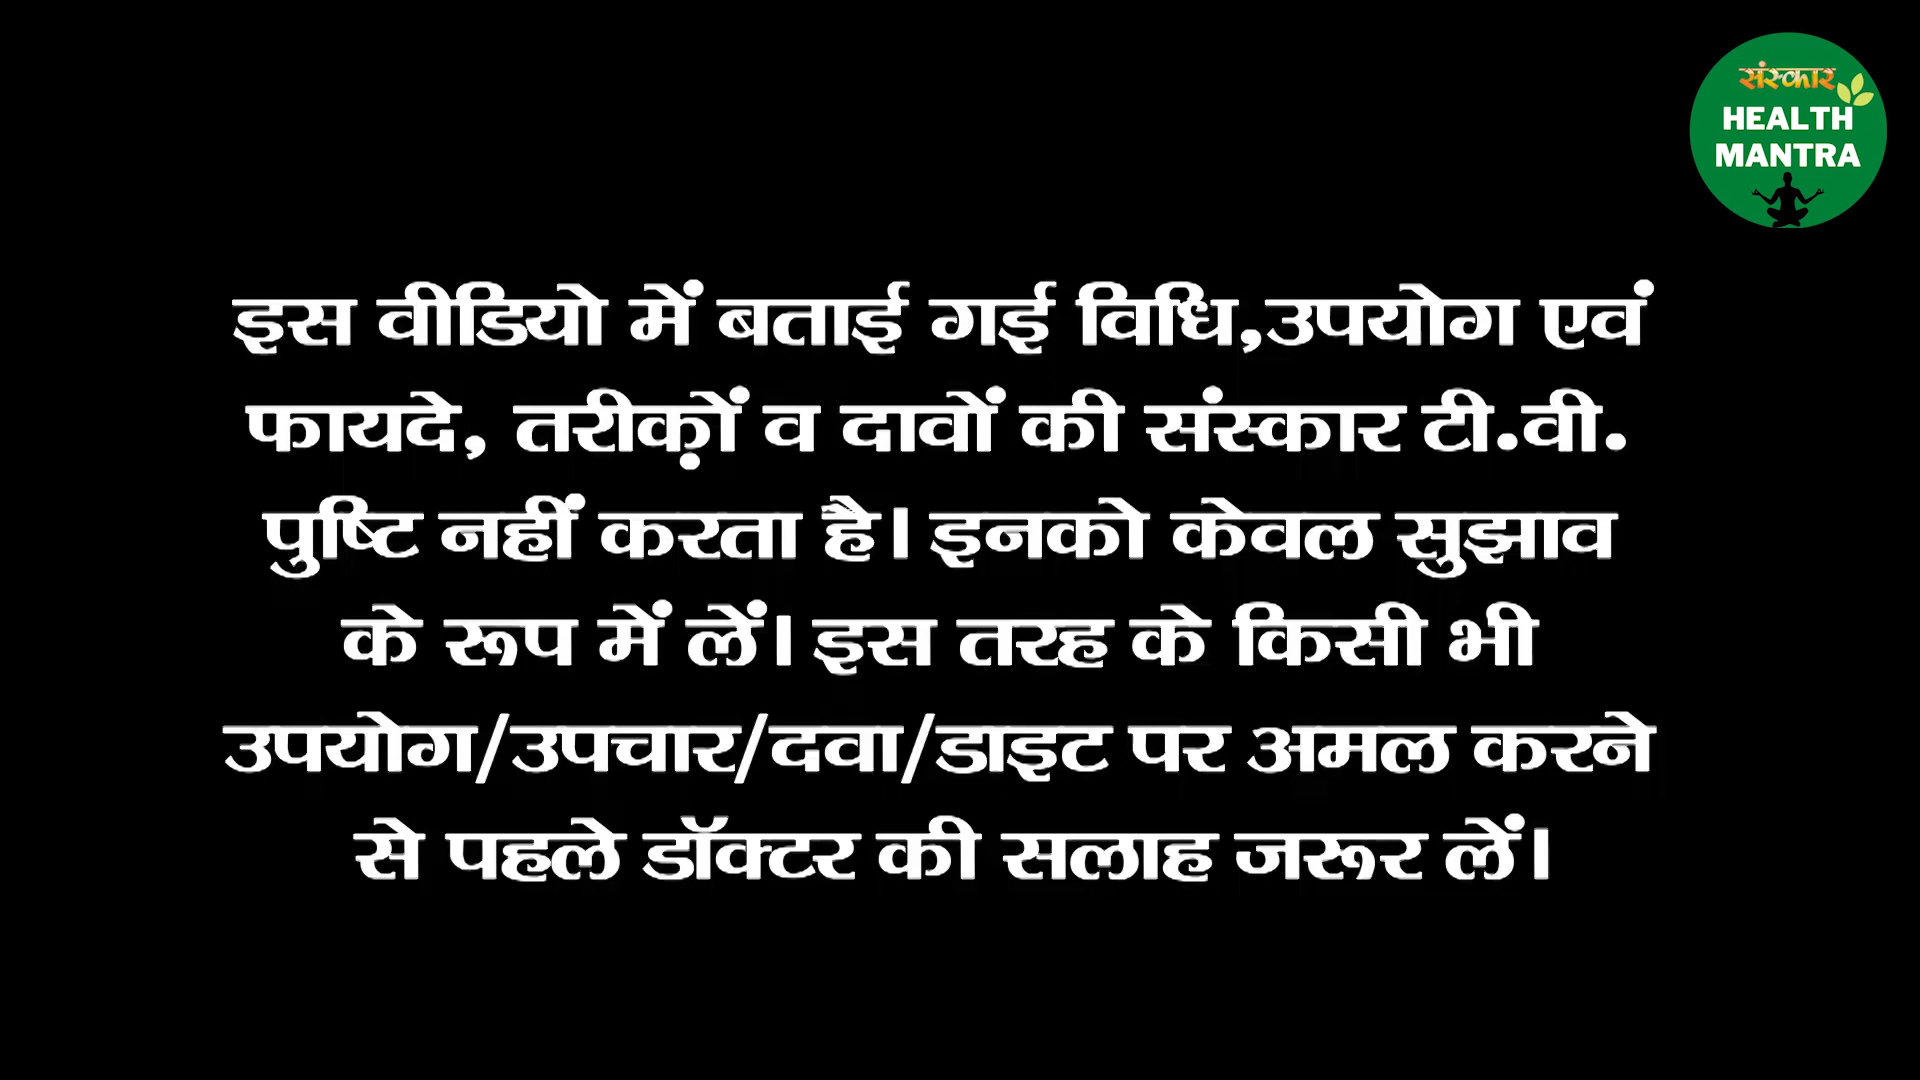 संस्कार
HEALTH
MANTRA
इस वीडियो में बताई गई विधि,उपयोग एवं
फायदे, तरीक़ों व दावों की संस्कार टी.वी.
पुष्टि नहीं करता है। इनको केवल सुझाव
के रूप में लें। इस तरह के किसी भी
उपयोग/उपचार/दवा/डाइट पर अमल करने
से पहले डॉक्टर की सलाह जरूर लें।